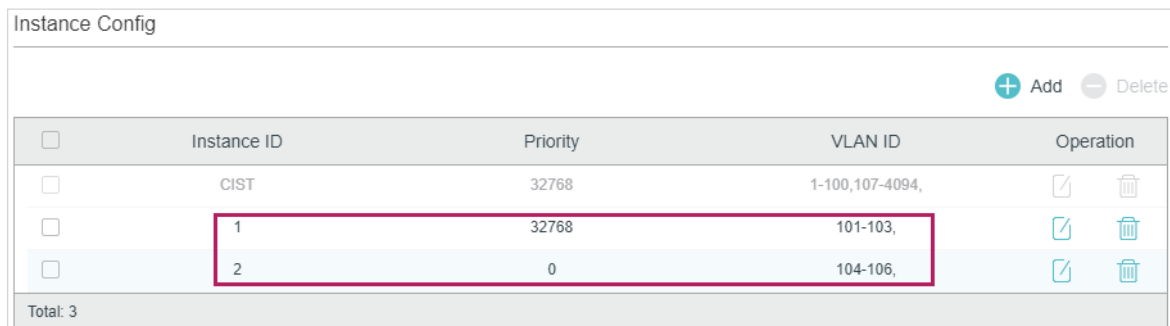 Instance Config
Add Delete
Instance ID Priority VLAN ID Operation
CIST 32768 1-100,107-4094,
1 32768 101-103,
2 0 104-106,
Total: 3